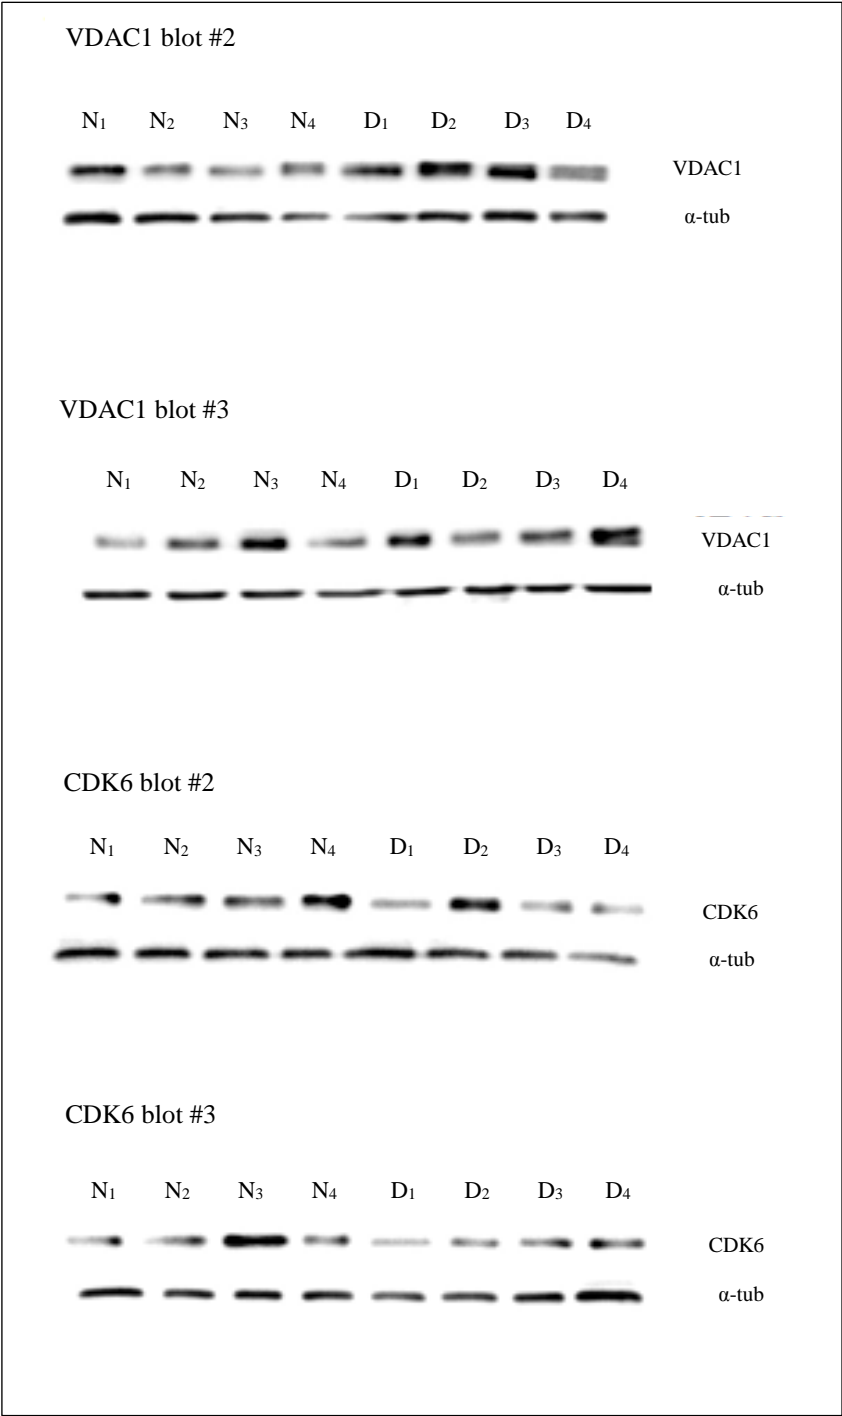 VDAC1 blot #2
N₁ N₂ N₃ N₄ D₁ D₂ D₃ D₄
VDAC1
α-tub
VDAC1 blot #3
N₁ N₂ N₃ N₄ D₁ D₂ D₃ D₄
VDAC1
α-tub
CDK6 blot #2
N₁ N₂ N₃ N₄ D₁ D₂ D₃ D₄
CDK6
α-tub
CDK6 blot #3
N₁ N₂ N₃ N₄ D₁ D₂ D₃ D₄
CDK6
α-tub